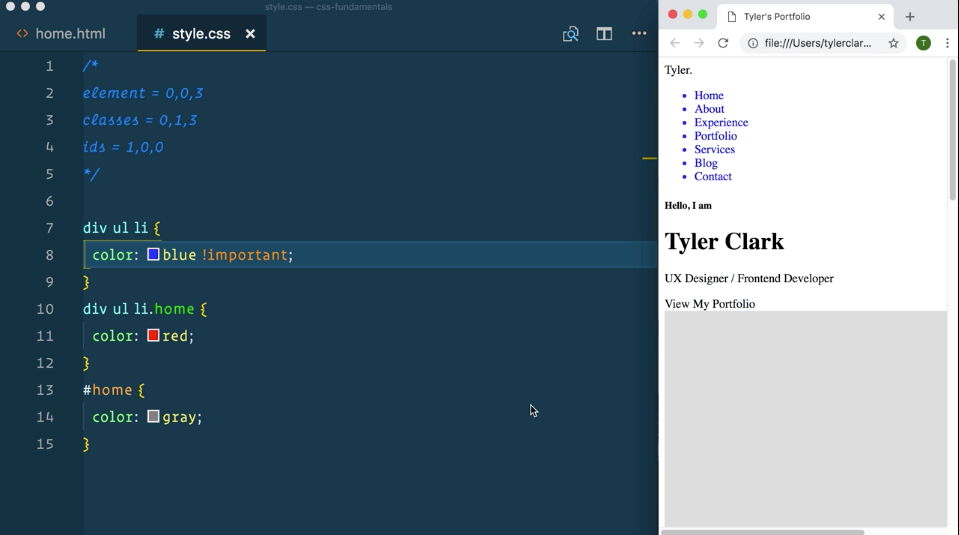 style.css — css-fundamentals
home.html
# style.css
1 /*
2 element = 0,0,3
3 classes = 0,1,3
4 ids = 1,0,0
5 */
6
7 div ul li {
8 color: blue !important;
9 }
10 div ul li.home {
11 color: red;
12 }
13 #home {
14 color: gray;
15 }
Tyler's Portfolio
file:///Users/tylerclar...
T
Tyler.
Home
About
Experience
Portfolio
Services
Blog
Contact
Hello, I am
Tyler Clark
UX Designer / Frontend Developer
View My Portfolio